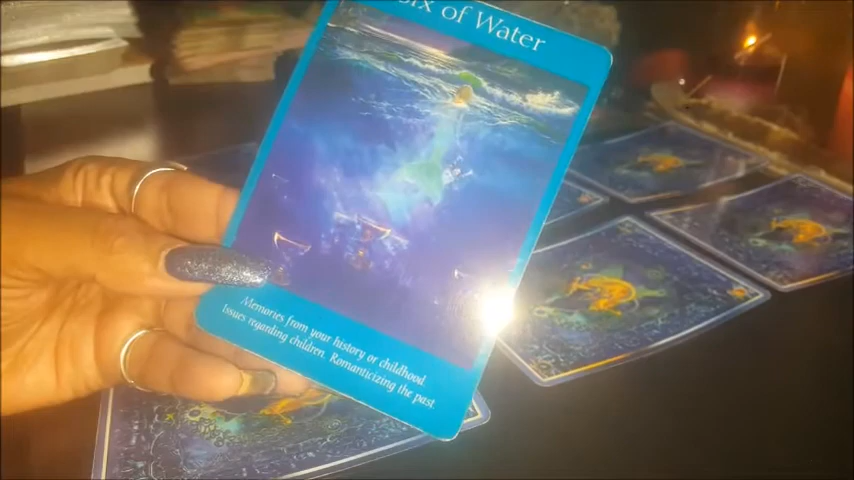 Six of Water
Memories from your history or childhood.
Issues regarding children. Romanticizing the past